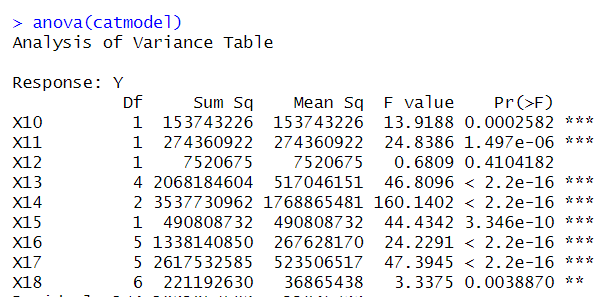 > anova(catmodel)
Analysis of Variance Table
Response: Y
Df Sum Sq Mean Sq F value Pr(>F)
X10 1 153743226 153743226 13.9188 0.0002582 ***
X11 1 274360922 274360922 24.8386 1.497e-06 ***
X12 1 7520675 7520675 0.6809 0.4104182
X13 4 2068184604 517046151 46.8096 < 2.2e-16 ***
X14 2 3537730962 1768865481 160.1402 < 2.2e-16 ***
X15 1 490808732 490808732 44.4342 3.346e-10 ***
X16 5 1338140850 267628170 24.2291 < 2.2e-16 ***
X17 5 2617532585 523506517 47.3945 < 2.2e-16 ***
X18 6 221192630 36865438 3.3375 0.0038870 **